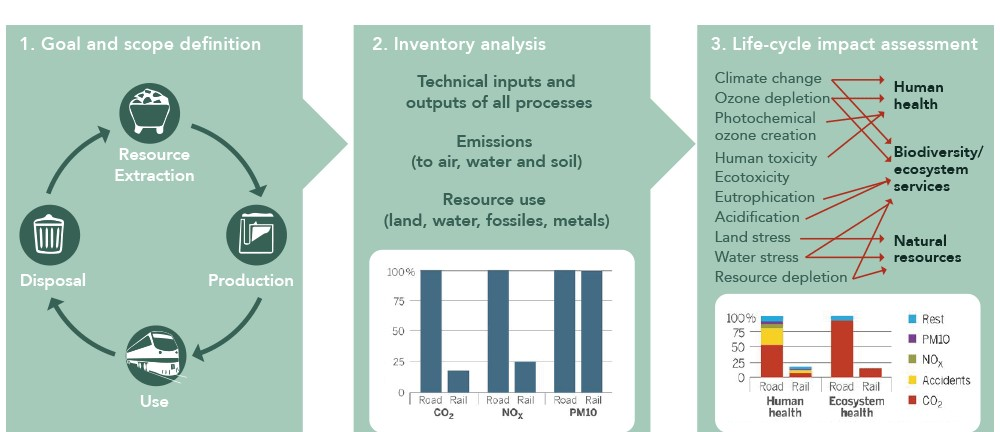 1. Goal and scope definition
Resource
Extraction
Production
Use
Disposal
2. Inventory analysis
Technical inputs and
outputs of all processes
Emissions
(to air, water and soil)
Resource use
(land, water, fossiles, metals)
100%
75
50
25
0
Road Rail Road Rail Road Rail
CO₂ NOₓ PM10
3. Life-cycle impact assessment
Climate change
Ozone depletion
Photochemical
ozone creation
Human toxicity
Ecotoxicity
Eutrophication
Acidification
Land stress
Water stress
Resource depletion
Human
health
Biodiversity/
ecosystem
services
Natural
resources
100%
75
50
25
0
Road Rail Road Rail
Human
health
Ecosystem
health
Rest
PM10
NOₓ
Accidents
CO₂